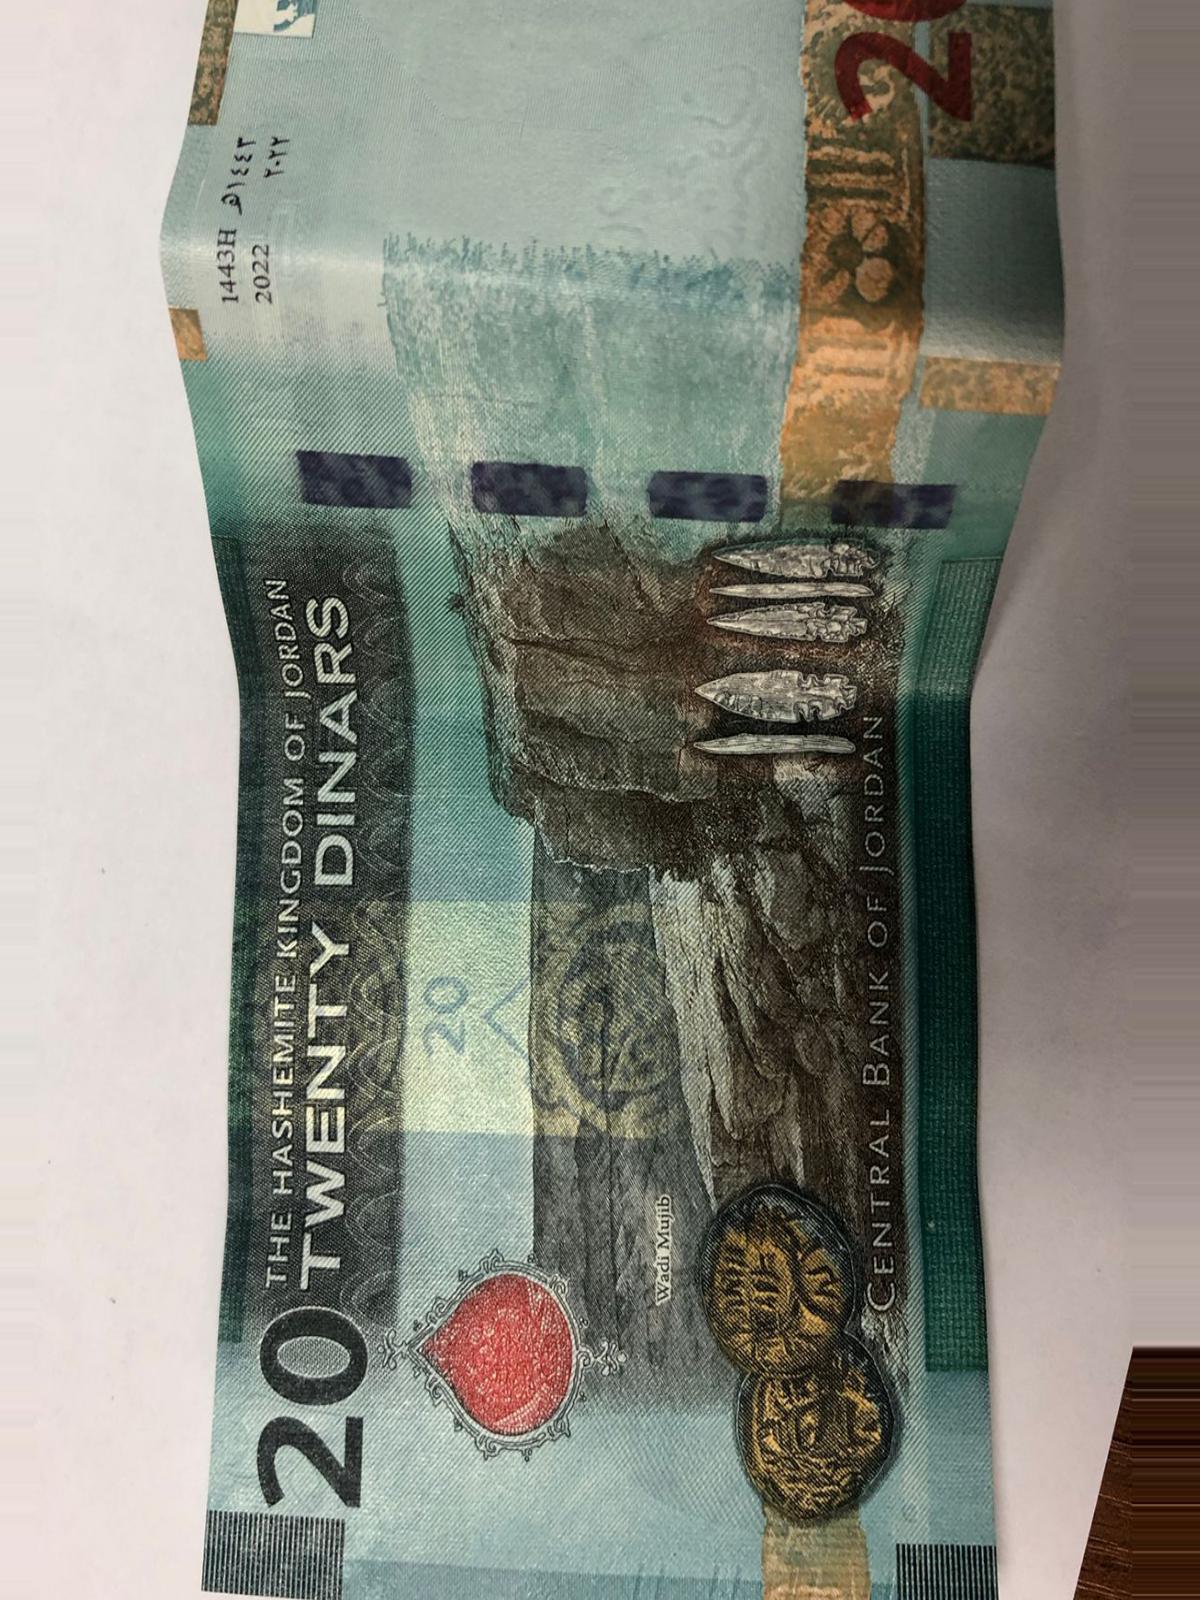 20
THE HASHEMITE KINGDOM OF JORDAN
TWENTY DINARS
1443H ١٤٤٣هـ
2022 ٢٠٢٢
20
Wadi Mujib
CENTRAL BANK OF JORDAN